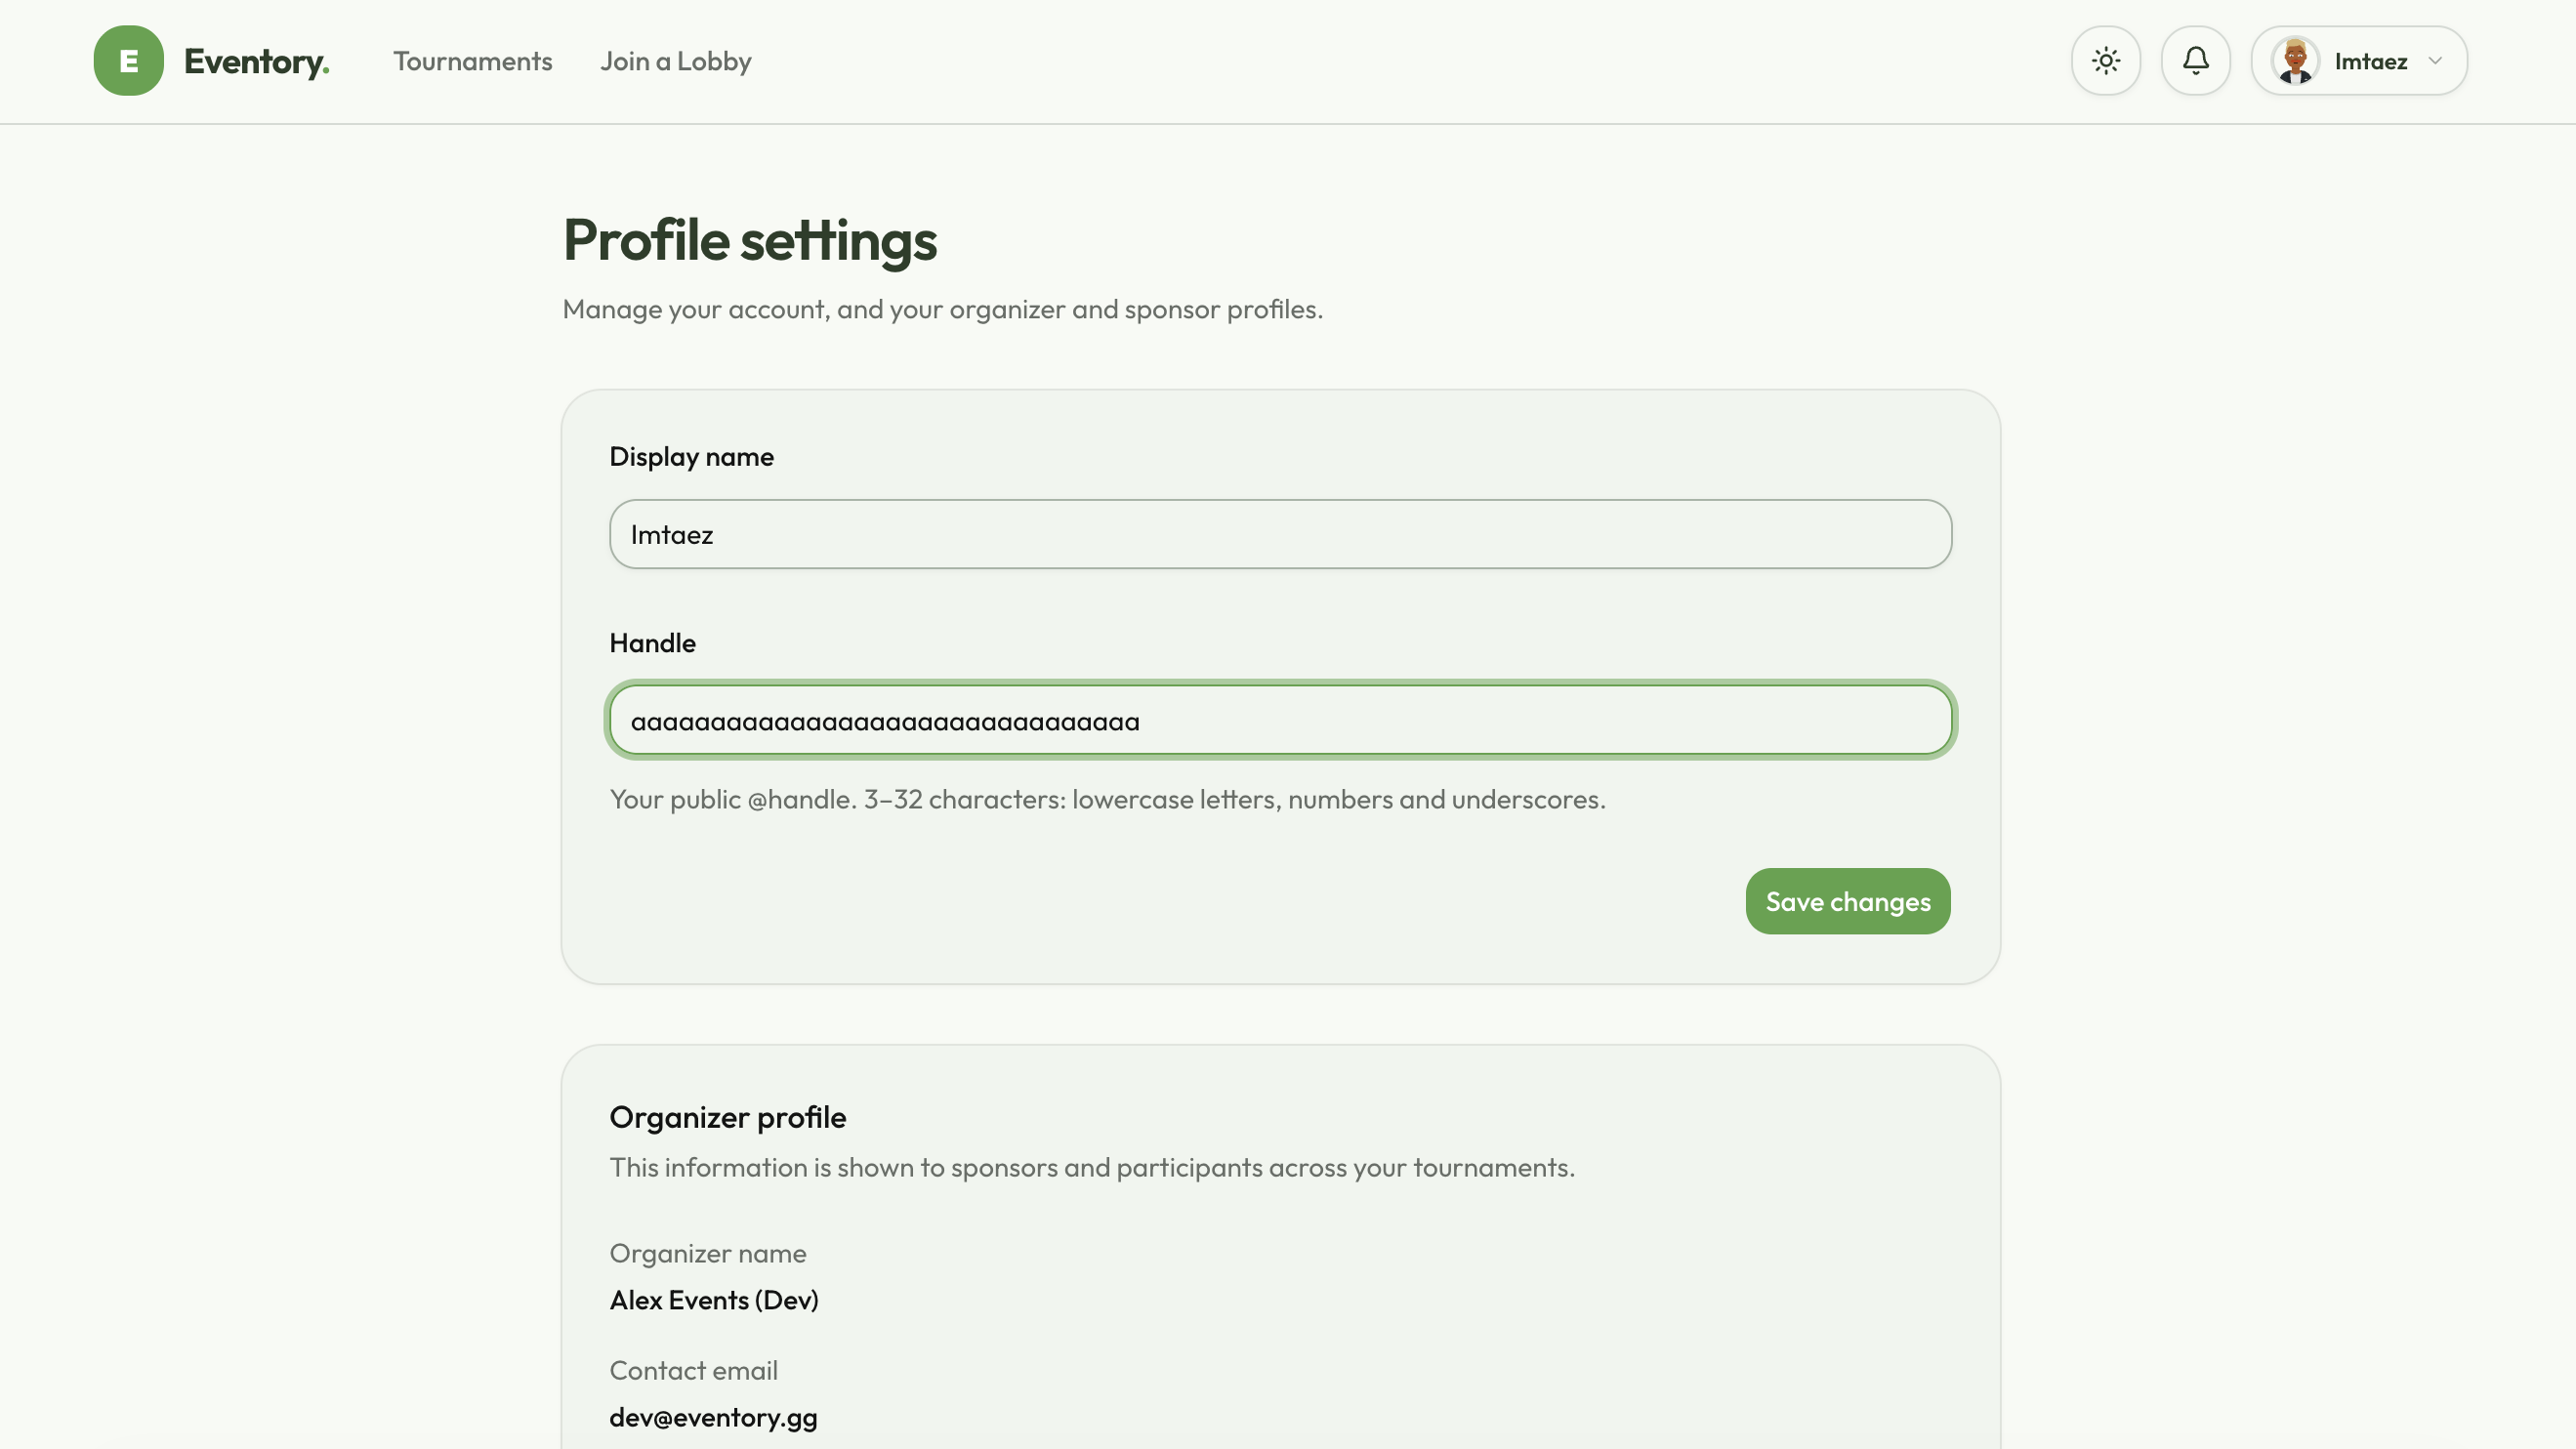 E Eventory. Tournaments Join a Lobby Imtaez
Profile settings
Manage your account, and your organizer and sponsor profiles.
Display name
Imtaez
Handle
aaaaaaaaaaaaaaaaaaaaaaaaaaaaaaaa
Your public @handle. 3–32 characters: lowercase letters, numbers and underscores.
Save changes
Organizer profile
This information is shown to sponsors and participants across your tournaments.
Organizer name
Alex Events (Dev)
Contact email
dev@eventory.gg